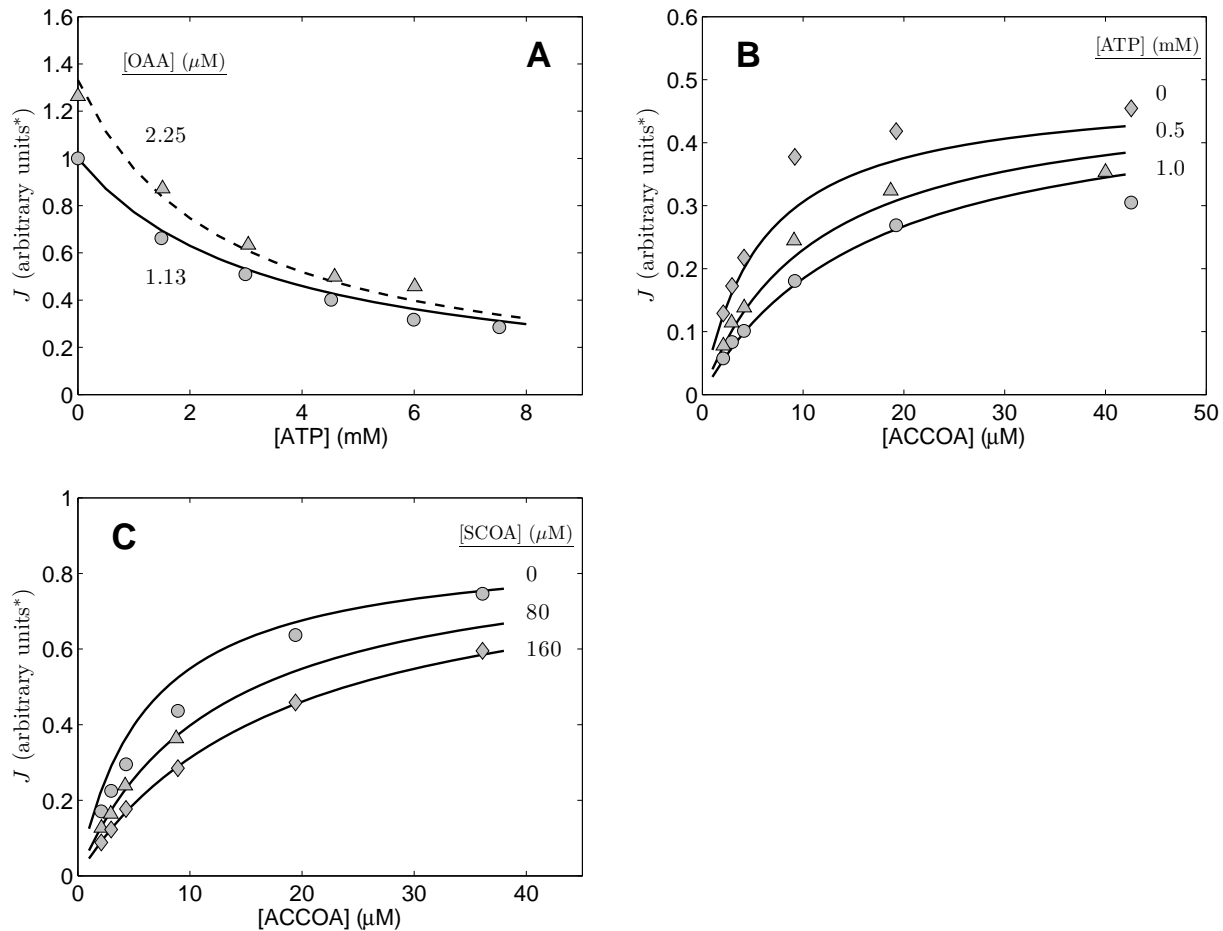 A
[OAA] (μM)
2.25
1.13
J (arbitrary units*)
0
0.2
0.4
0.6
0.8
1
1.2
1.4
1.6
0 2 4 6 8
[ATP] (mM)
B
[ATP] (mM)
0
0.5
1.0
J (arbitrary units*)
0
0.1
0.2
0.3
0.4
0.5
0.6
0 10 20 30 40 50
[ACCOA] (μM)
C
[SCOA] (μM)
0
80
160
J (arbitrary units*)
0
0.2
0.4
0.6
0.8
1
0 10 20 30 40
[ACCOA] (μM)